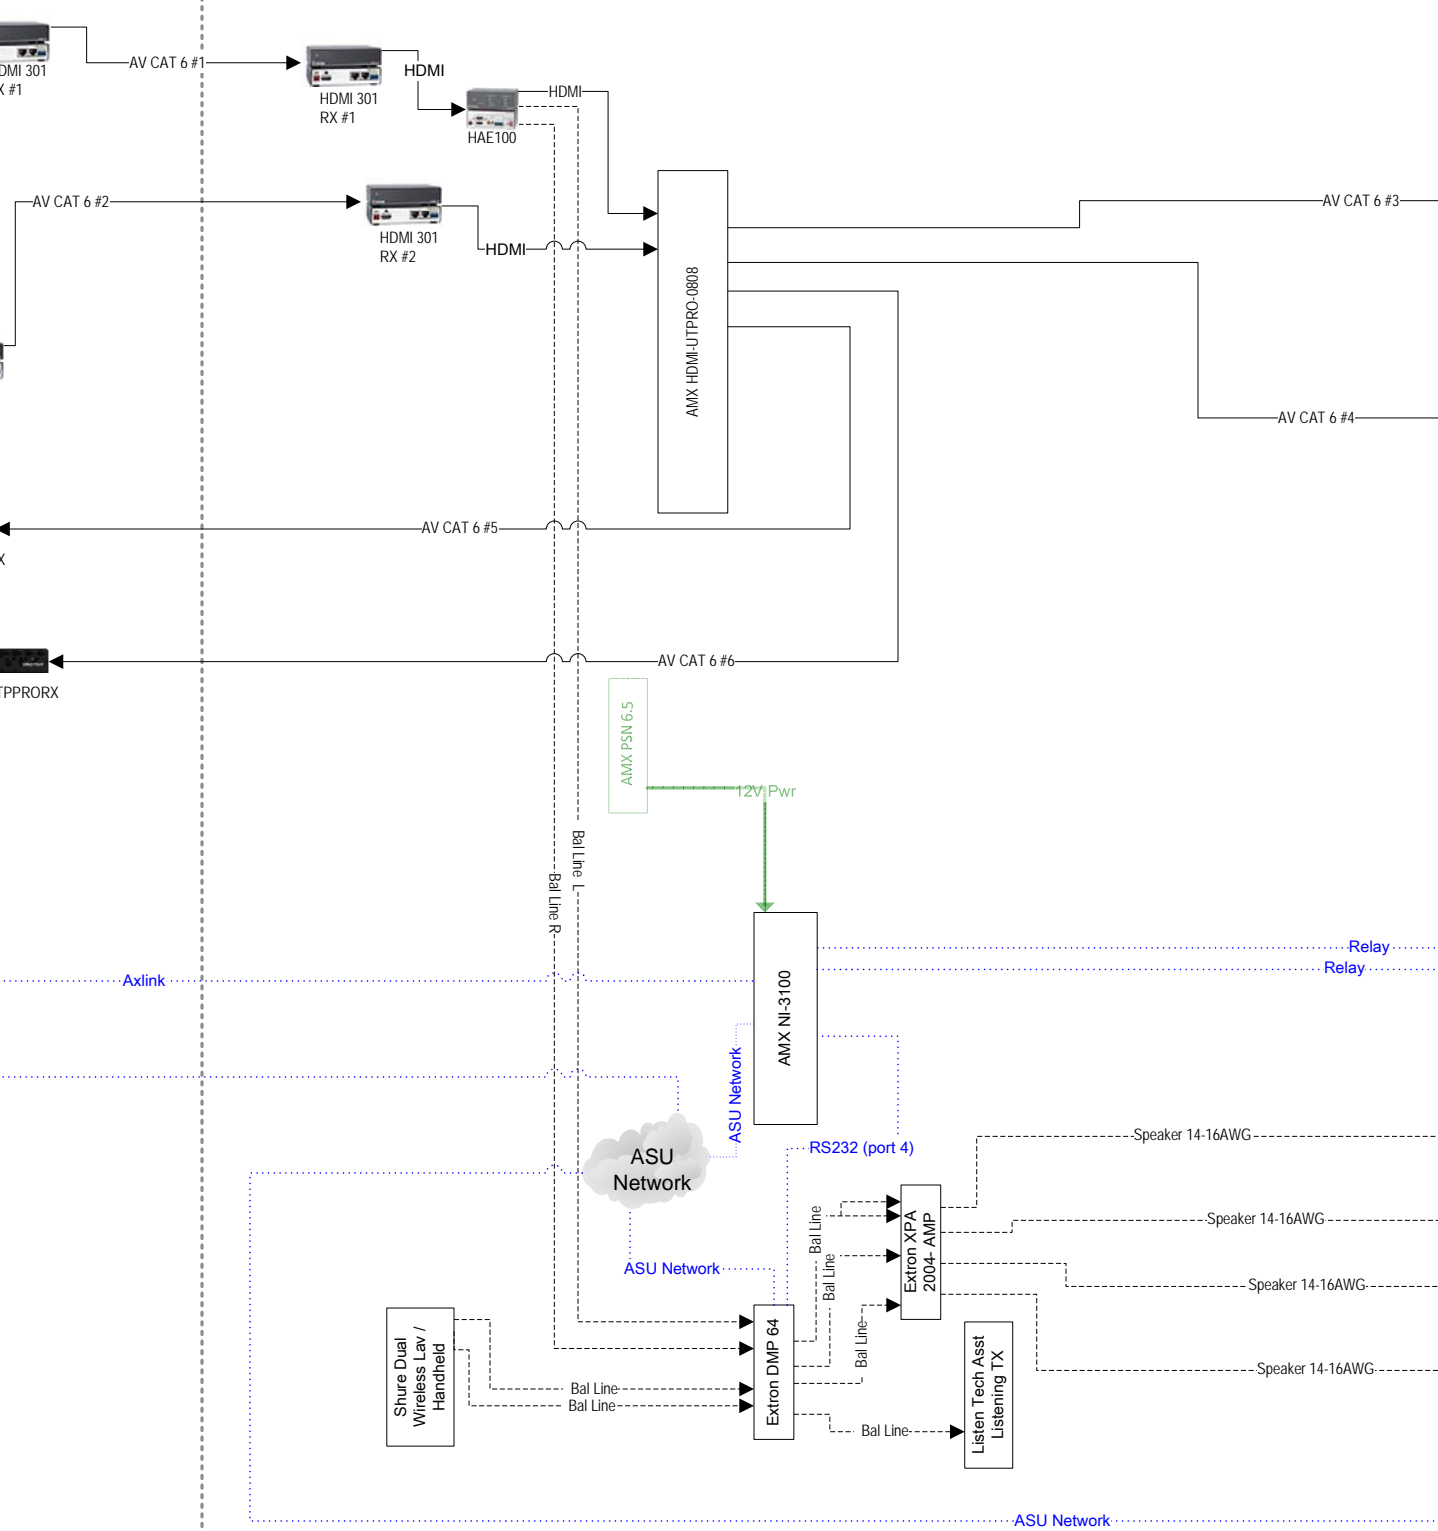 DMI 301
X #1
AV CAT 6 #1
HDMI 301
RX #1
HDMI
HAE100
HDMI
AV CAT 6 #2
HDMI 301
RX #2
HDMI
AMX HDMI-UTPRO-0808
AV CAT 6 #3
AV CAT 6 #4
AV CAT 6 #5
X
AV CAT 6 #6
TPPRORX
AMX PSN 6.5
12V Pwr
Bal Line L
Bal Line R
Axlink
AMX NI-3100
Relay
Relay
ASU Network
RS232 (port 4)
ASU
Network
ASU Network
Speaker 14-16AWG
Speaker 14-16AWG
Speaker 14-16AWG
Speaker 14-16AWG
Bal Line
Bal Line
Bal Line
Extron XPA
2004- AMP
Shure Dual
Wireless Lav /
Handheld
Bal Line
Bal Line
Extron DMP 64
Bal Line
Listen Tech Asst
Listening TX
ASU Network